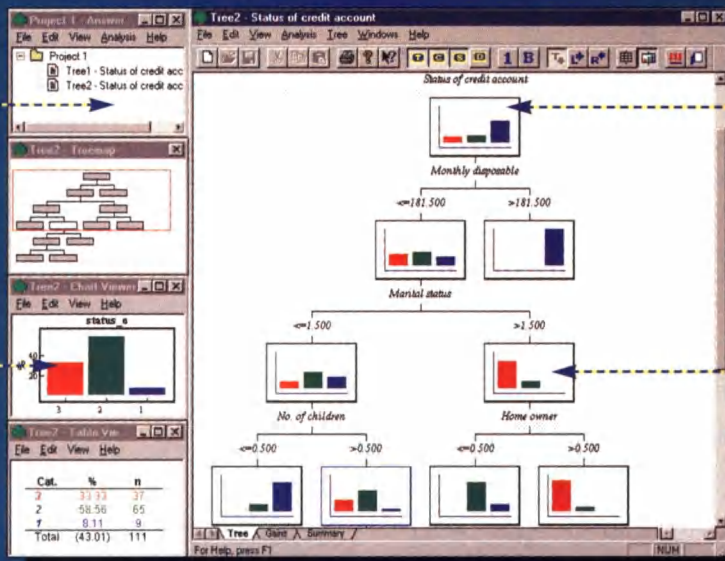 Project 1 - Answer
File Edit View Analysis Help
Project 1
Tree1 - Status of credit acc
Tree2 - Status of credit acc
Tree2 - Treemap
Tree2 - Chart Viewer
File Edit View Help
status_e
%
40
20
3 2 1
Tree2 - Table Vie
File Edit View Help
Cat. % n
3 33.33 37
2 58.56 65
1 8.11 9
Total (43.01) 111
Tree2 - Status of credit account
File Edit View Analysis Tree Windows Help
1 B
Status of credit account
Monthly disposable
<=181.500 >181.500
Marital status
<=1.500 >1.500
No. of children Home owner
<=0.500 >0.500 <=0.500 >0.500
Tree Gains Summary
For Help, press F1 NUM